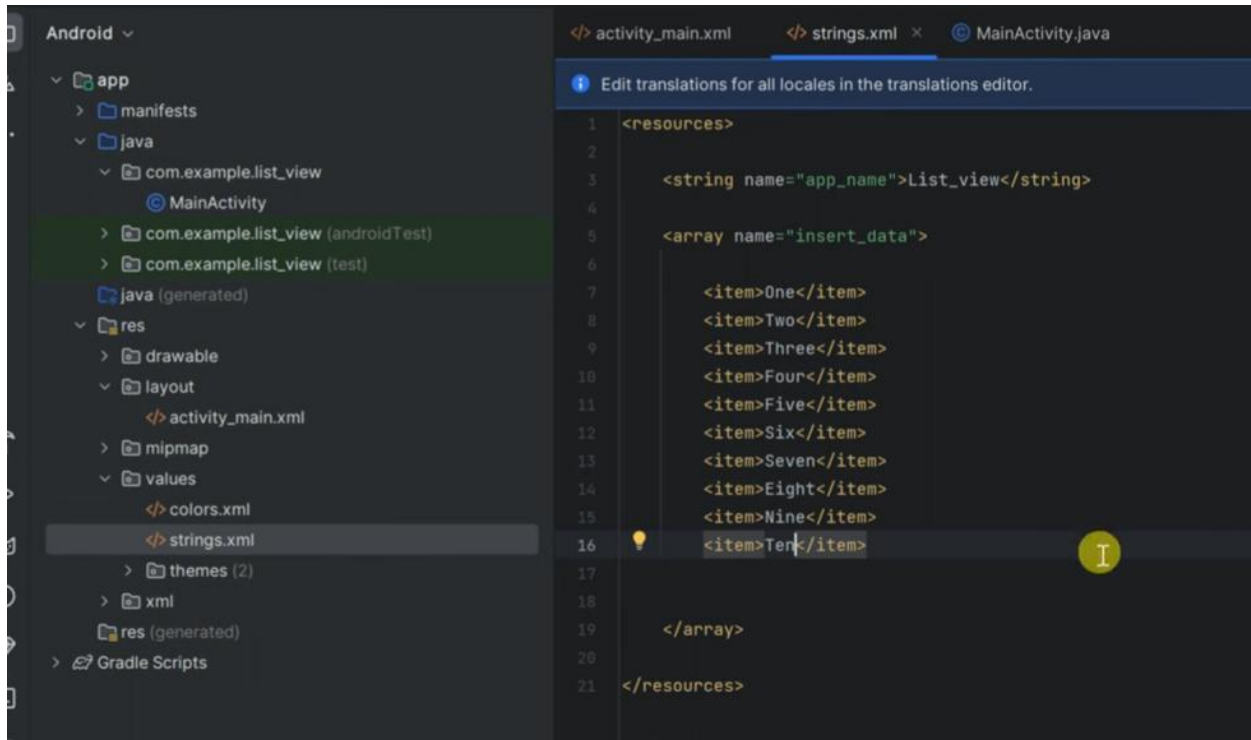 Android
app
manifests
java
com.example.list_view
MainActivity
com.example.list_view (androidTest)
com.example.list_view (test)
java (generated)
res
drawable
layout
</> activity_main.xml
mipmap
values
</> colors.xml
</> strings.xml
themes (2)
xml
res (generated)
Gradle Scripts
</> activity_main.xml </> strings.xml × © MainActivity.java
Edit translations for all locales in the translations editor.
1 <resources>
2
3 <string name="app_name">List_view</string>
4
5 <array name="insert_data">
6
7 <item>One</item>
8 <item>Two</item>
9 <item>Three</item>
10 <item>Four</item>
11 <item>Five</item>
12 <item>Six</item>
13 <item>Seven</item>
14 <item>Eight</item>
15 <item>Nine</item>
16 <item>Ten</item>
17
18
19 </array>
20
21 </resources>